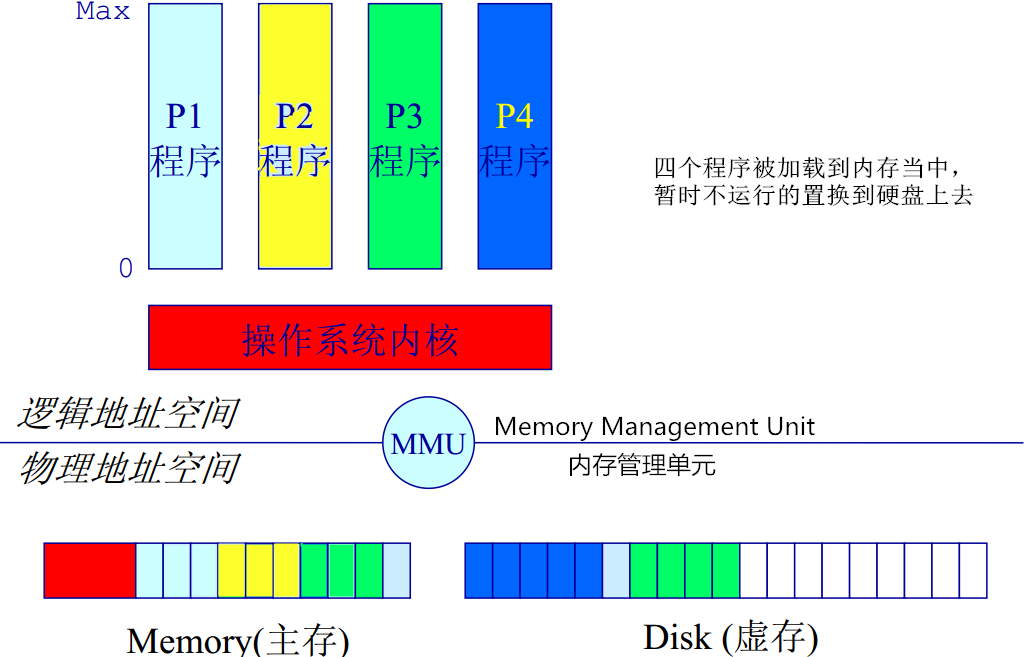 Max
P1
程序
P2
程序
P3
程序
P4
程序
四个程序被加载到内存当中，
暂时不运行的置换到硬盘上去
0
操作系统内核
逻辑地址空间
MMU
Memory Management Unit
物理地址空间
内存管理单元
Memory(主存)
Disk (虚存)